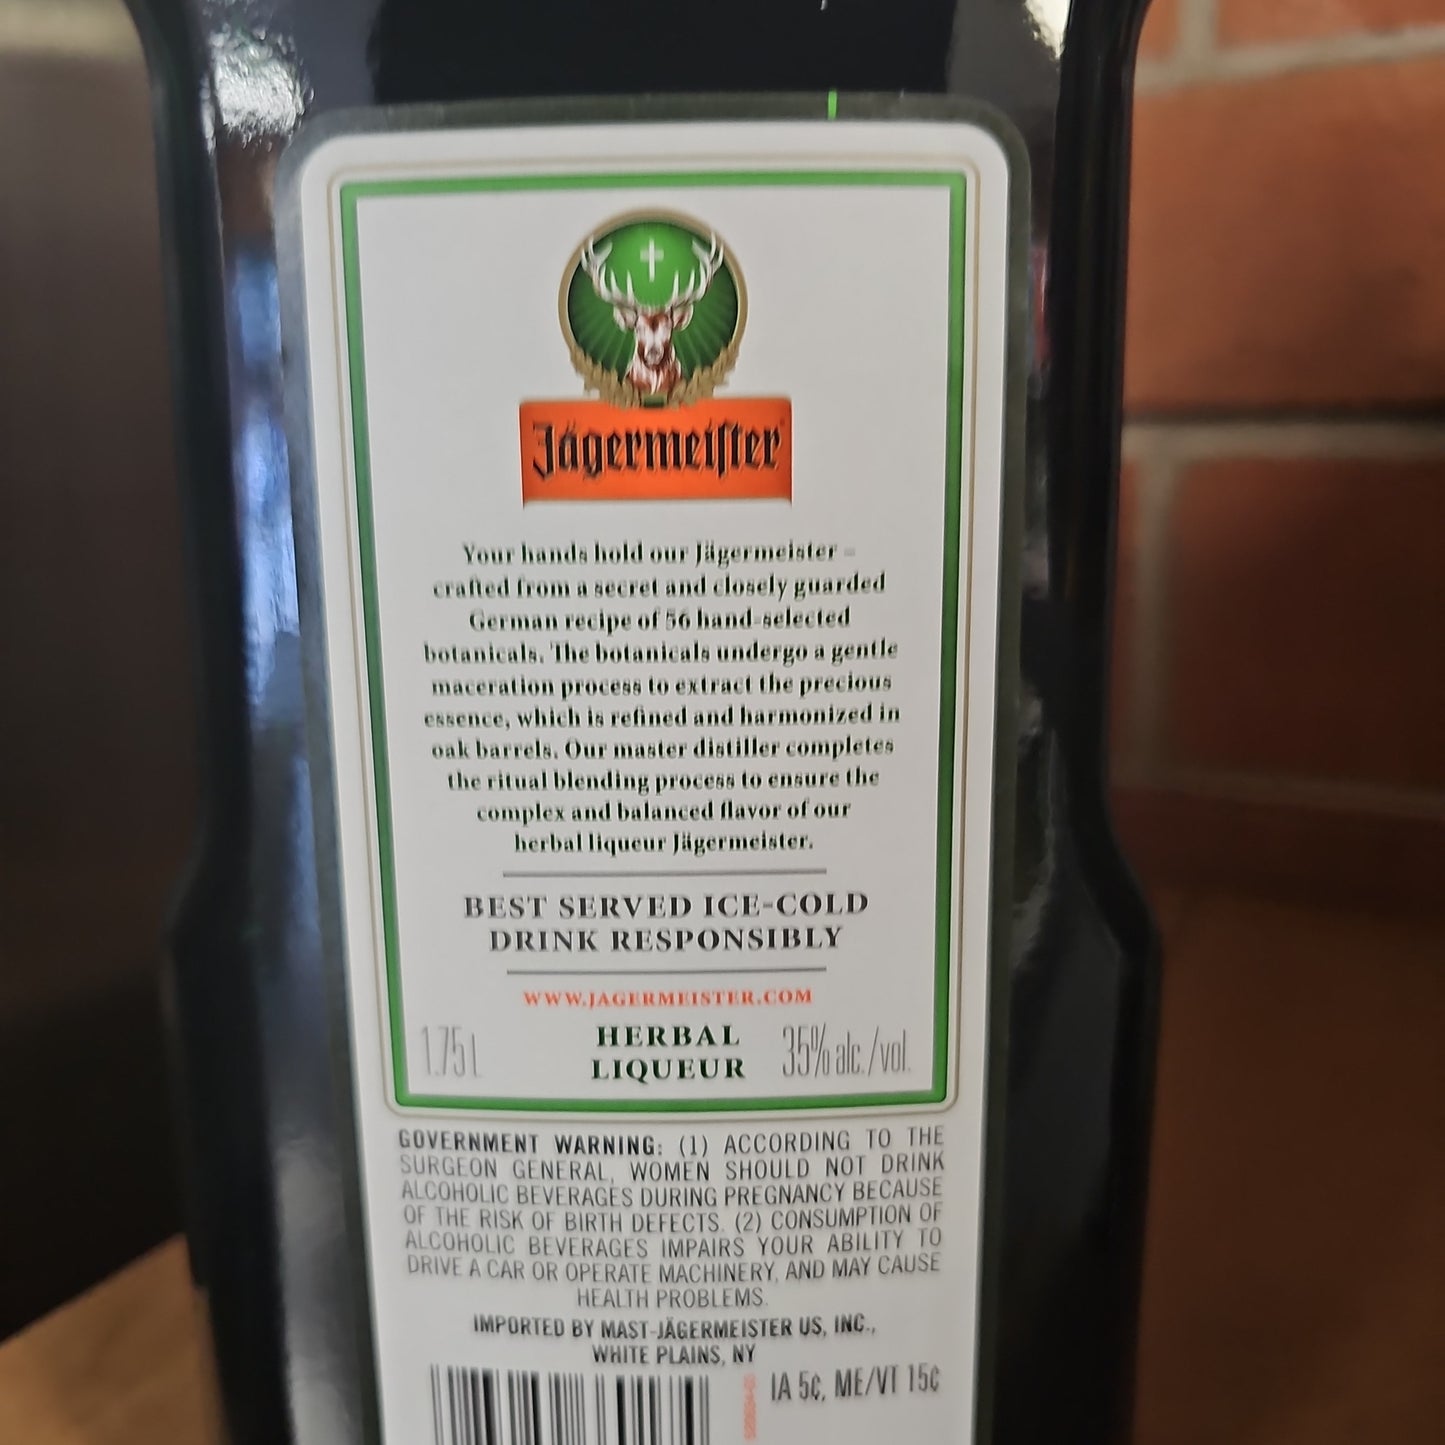 Jägermeister
Your hands hold our Jägermeister –
crafted from a secret and closely guarded
German recipe of 56 hand-selected
botanicals. The botanicals undergo a gentle
maceration process to extract the precious
essence, which is refined and harmonized in
oak barrels. Our master distiller completes
the ritual blending process to ensure the
complex and balanced flavor of our
herbal liqueur Jägermeister.
BEST SERVED ICE-COLD
DRINK RESPONSIBLY
WWW.JAGERMEISTER.COM
1.75 L HERBAL LIQUEUR 35% alc./vol.
GOVERNMENT WARNING: (1) ACCORDING TO THE
SURGEON GENERAL, WOMEN SHOULD NOT DRINK
ALCOHOLIC BEVERAGES DURING PREGNANCY BECAUSE
OF THE RISK OF BIRTH DEFECTS. (2) CONSUMPTION OF
ALCOHOLIC BEVERAGES IMPAIRS YOUR ABILITY TO
DRIVE A CAR OR OPERATE MACHINERY, AND MAY CAUSE
HEALTH PROBLEMS.
IMPORTED BY MAST-JÄGERMEISTER US, INC.,
WHITE PLAINS, NY
IA 5¢, ME/VT 15¢